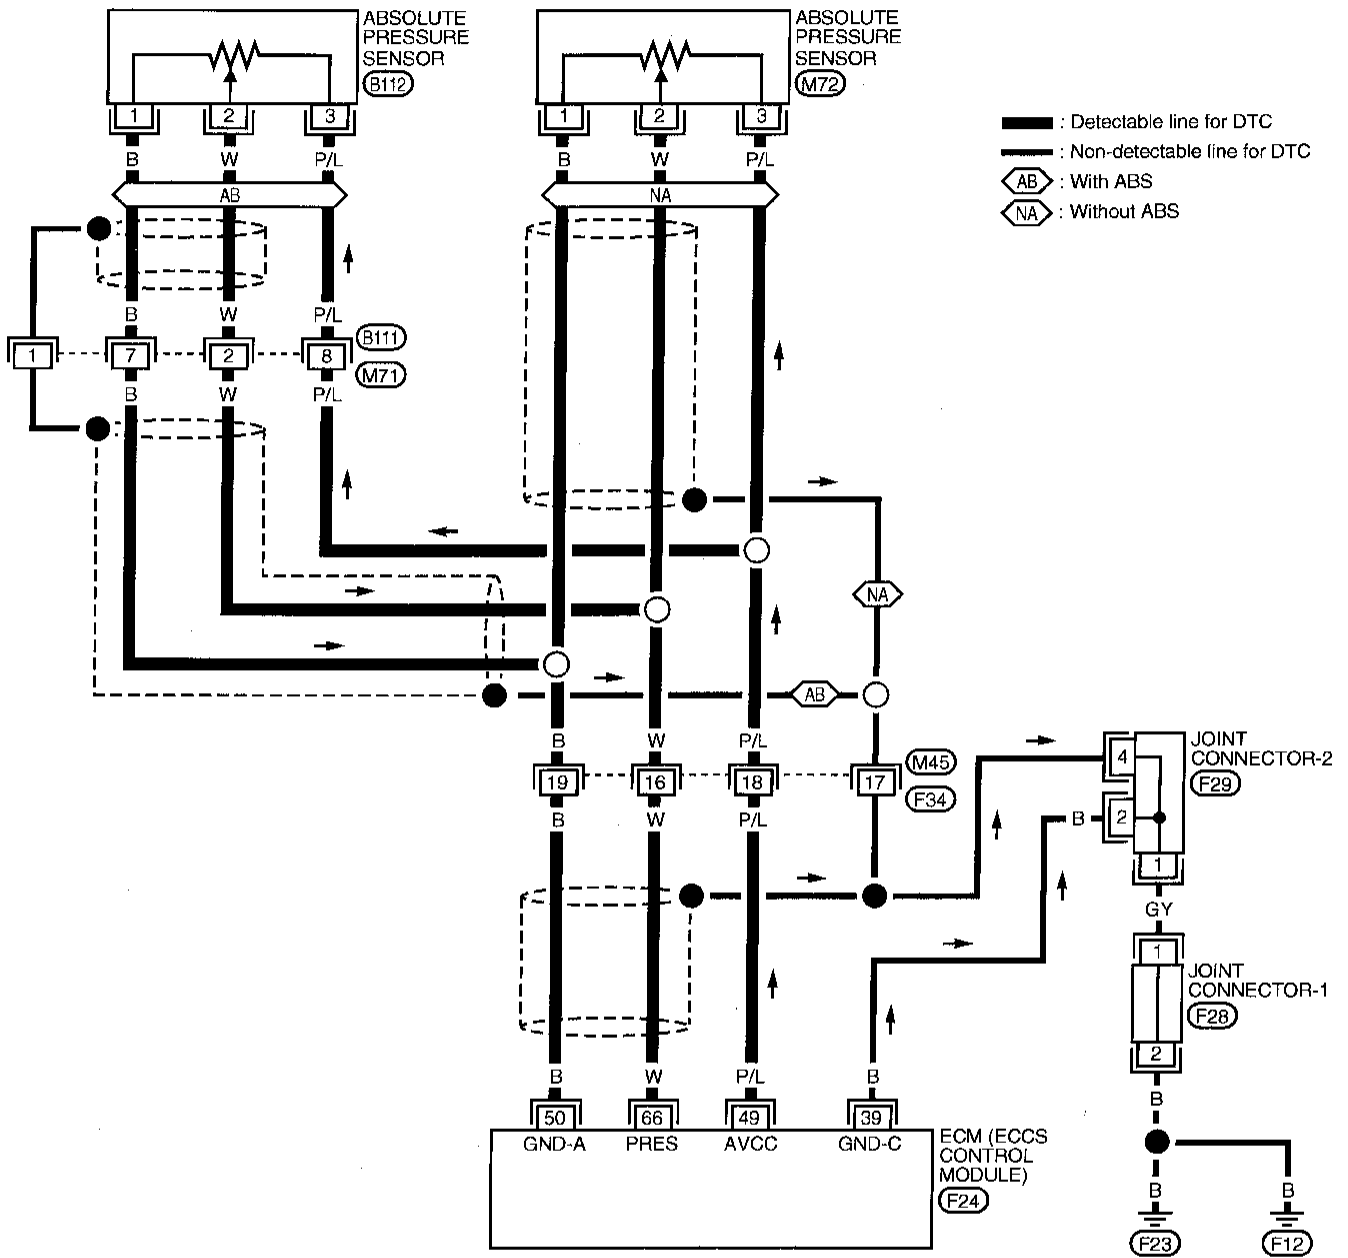 ABSOLUTE
PRESSURE
SENSOR
B112
ABSOLUTE
PRESSURE
SENSOR
M72
1 2 3
1 2 3
B W P/L
B W P/L
AB
NA
: Detectable line for DTC
: Non-detectable line for DTC
AB : With ABS
NA : Without ABS
B W P/L
B111
1 7 2 8
M71
B W P/L
NA
AB
B W P/L
M45
19 16 18 17
F34
B W P/L
JOINT
CONNECTOR-2
F29
4
B 2
1
GY
1
JOINT
CONNECTOR-1
F28
2
B
B W P/L B
50 66 49 39
GND-A PRES AVCC GND-C
ECM (ECCS
CONTROL
MODULE)
F24
B B
F23 F12